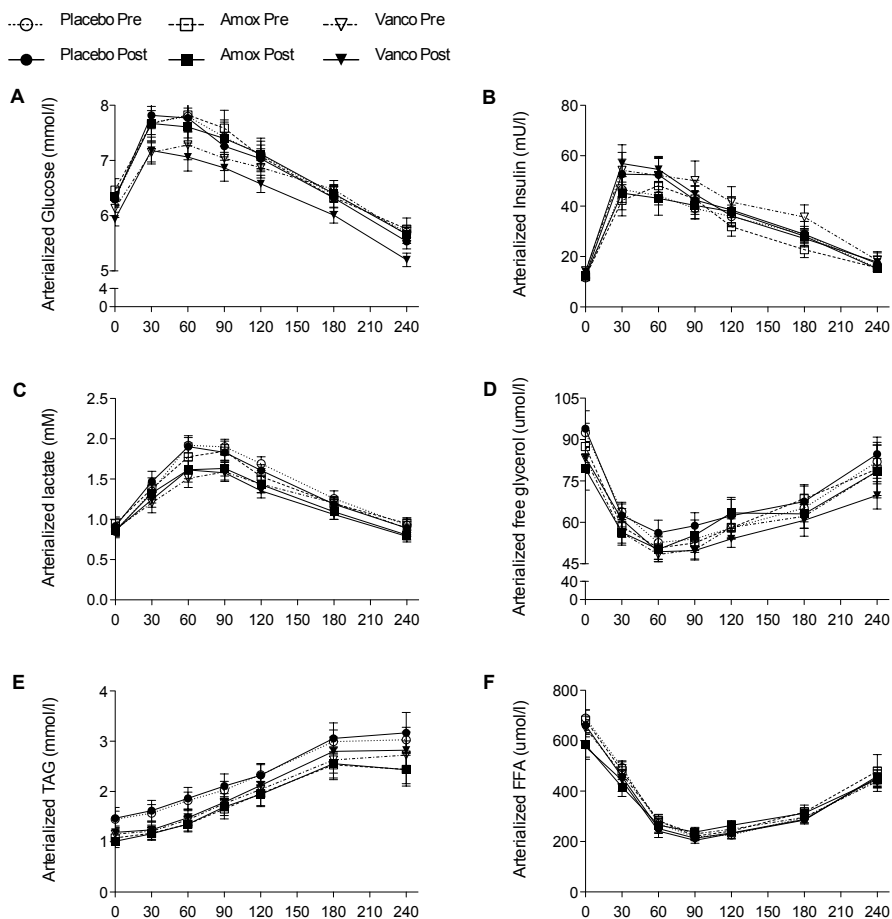 Placebo Pre Amox Pre Vanco Pre
Placebo Post Amox Post Vanco Post
A
Arterialized Glucose (mmol/l)
8
7
6
5
4
0
0 30 60 90 120 150 180 210 240
B
Arterialized Insulin (mU/l)
80
60
40
20
0
0 30 60 90 120 150 180 210 240
C
Arterialized lactate (mM)
2.5
2.0
1.5
1.0
0.5
0.0
0 30 60 90 120 150 180 210 240
D
Arterialized free glycerol (umol/l)
105
90
75
60
45
40
0
0 30 60 90 120 150 180 210 240
E
Arterialized TAG (mmol/l)
4
3
2
1
0
0 30 60 90 120 150 180 210 240
F
Arterialized FFA (umol/l)
800
600
400
200
0
0 30 60 90 120 150 180 210 240